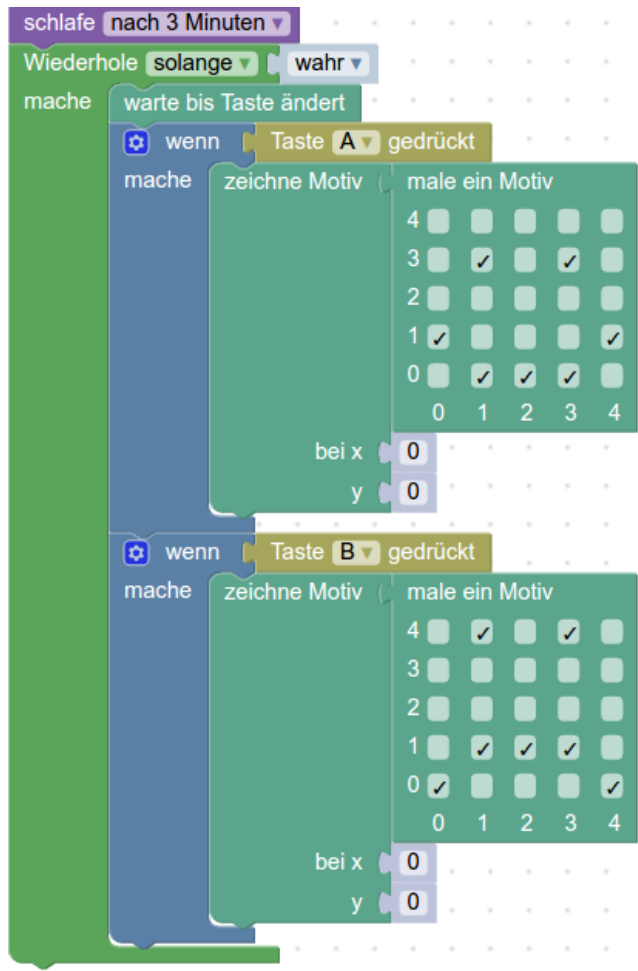 schlafe nach 3 Minuten ▾
Wiederhole solange ▾ wahr ▾
mache warte bis Taste ändert
wenn Taste A ▾ gedrückt
mache zeichne Motiv male ein Motiv
4
3 ✓ ✓
2
1 ✓ ✓
0 ✓ ✓ ✓
0 1 2 3 4
bei x 0
y 0
wenn Taste B ▾ gedrückt
mache zeichne Motiv male ein Motiv
4 ✓ ✓
3
2
1 ✓ ✓ ✓
0 ✓ ✓
0 1 2 3 4
bei x 0
y 0